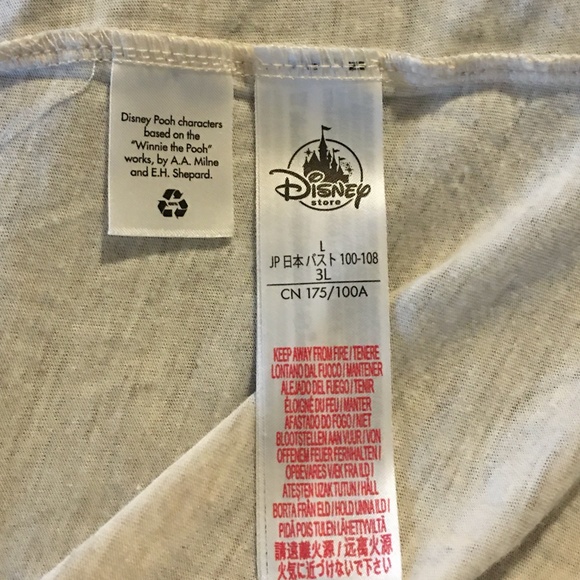 Disney Pooh characters
based on the
"Winnie the Pooh"
works, by A.A. Milne
and E.H. Shepard.
Disney
store
L
JP 日本 バスト 100-108
3L
CN 175/100A
KEEP AWAY FROM FIRE / TENERE
LONTANO DAL FUOCO / MANTENER
ALEJADO DEL FUEGO / TENIR
ÉLOIGNÉ DU FEU / MANTER
AFASTADO DO FOGO / NIET
BLOOTSTELLEN AAN VUUR / VON
OFFENEM FEUER FERNHALTEN /
OPBEVARES VÆK FRA ILD /
ATEŞTEN UZAK TUTUN / HÅLL
BORTA FRÅN ELD / HOLD UNNA ILD /
PIDÄ POIS TULEN LÄHETTYVILTÄ
請遠離火源 / 远离火源
火気に近づけないで下さい